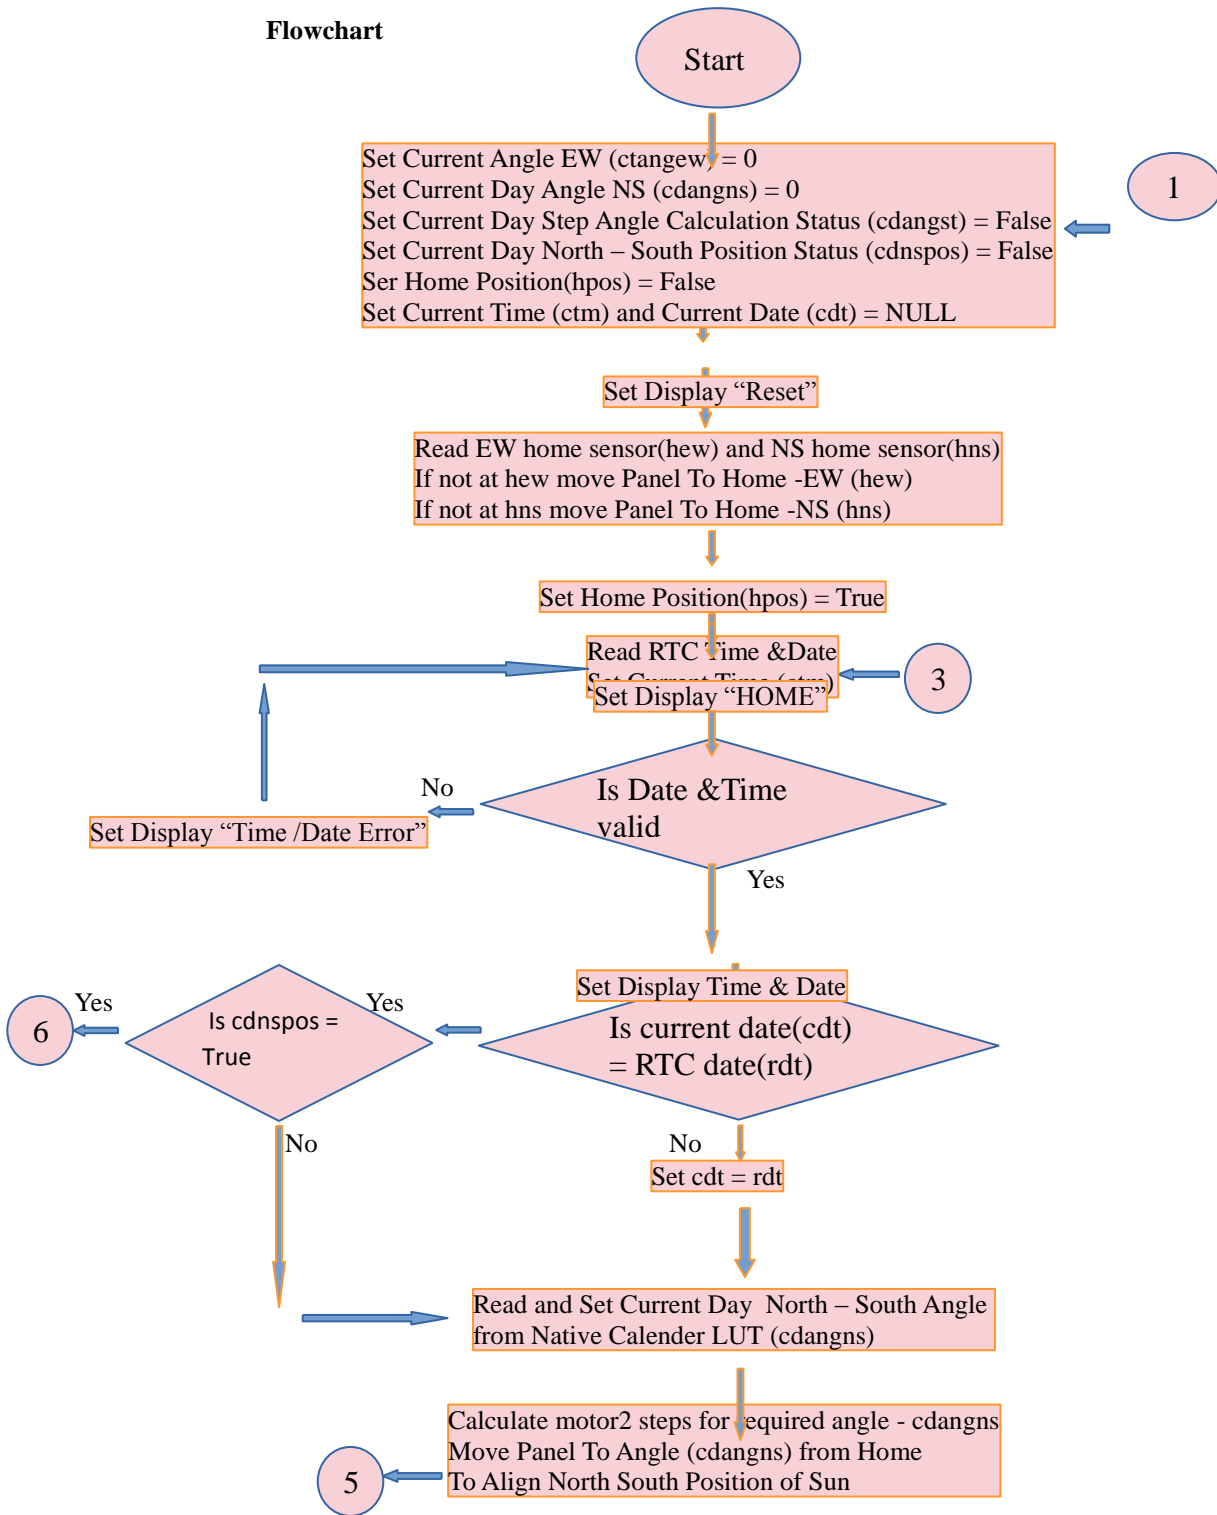 Flowchart
Start
Set Current Angle EW (ctangew) = 0
Set Current Day Angle NS (cdangns) = 0
Set Current Day Step Angle Calculation Status (cdangst) = False
Set Current Day North – South Position Status (cdnspos) = False
Ser Home Position(hpos) = False
Set Current Time (ctm) and Current Date (cdt) = NULL
1
Set Display “Reset”
Read EW home sensor(hew) and NS home sensor(hns)
If not at hew move Panel To Home -EW (hew)
If not at hns move Panel To Home -NS (hns)
Set Home Position(hpos) = True
Read RTC Time &Date
Set Current Time (ctm)
3
Set Display “HOME”
Is Date &Time
valid
No
Set Display “Time /Date Error”
Yes
Set Display Time & Date
Is current date(cdt)
= RTC date(rdt)
Yes
Is cdnspos =
True
Yes
6
No
No
Set cdt = rdt
Read and Set Current Day  North – South Angle
from Native Calender LUT (cdangns)
Calculate motor2 steps for required angle - cdangns
Move Panel To Angle (cdangns) from Home
To Align North South Position of Sun
5